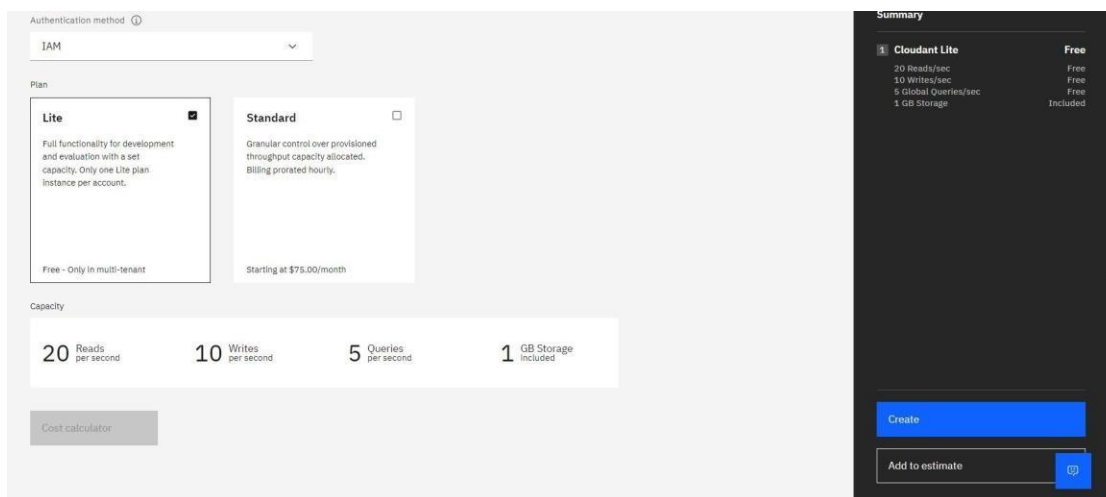 Authentication method
IAM
Plan
Lite
Full functionality for development
and evaluation with a set
capacity. Only one Lite plan
instance per account.
Free - Only in multi-tenant
Standard
Granular control over provisioned
throughput capacity allocated.
Billing prorated hourly.
Starting at $75.00/month
Capacity
20 Reads per second
10 Writes per second
5 Queries per second
1 GB Storage Included
Cost calculator
Summary
1 Cloudant Lite Free
20 Reads/sec Free
10 Writes/sec Free
5 Global Queries/sec Free
1 GB Storage Included
Create
Add to estimate